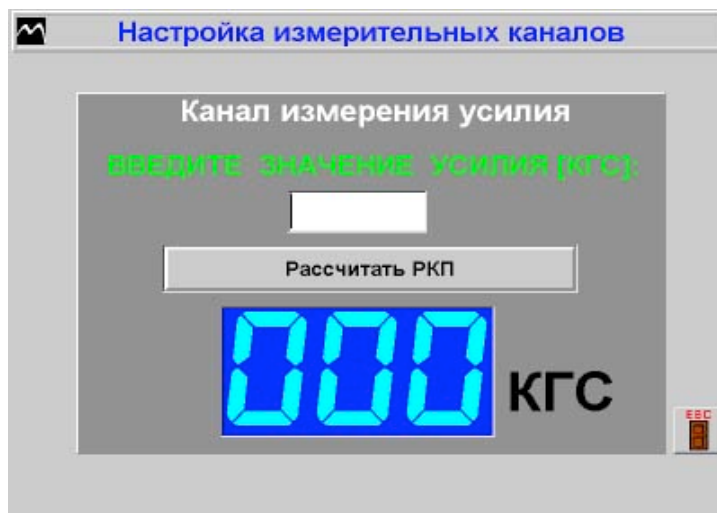 Настройка измерительных каналов
Канал измерения усилия
ВВЕДИТЕ ЗНАЧЕНИЕ УСИЛИЯ [КГС]:
Рассчитать РКП
000 КГС
ESC